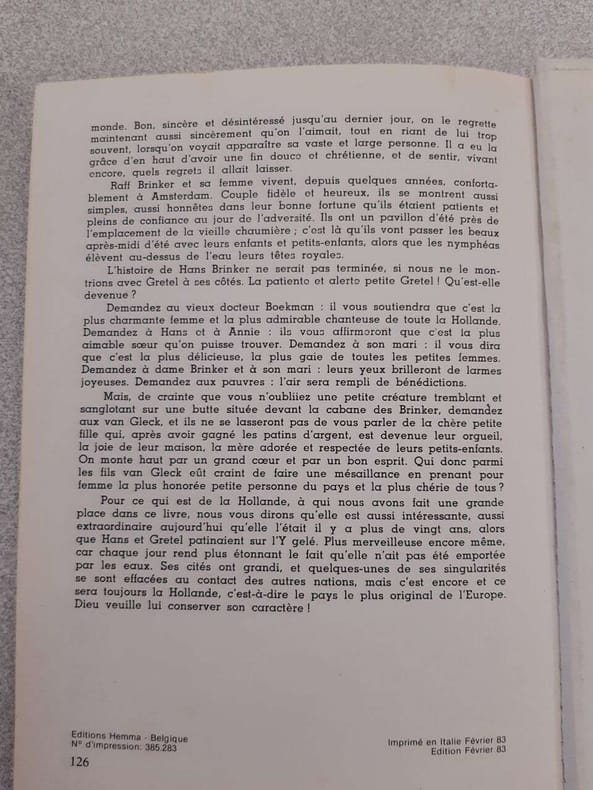 monde. Bon, sincère et désintéressé jusqu'au dernier jour, on le regrette
maintenant aussi sincèrement qu'on l'aimait, tout en riant de lui trop
souvent, lorsqu'on voyait apparaître sa vaste et large personne. Il a eu la
grâce d'en haut d'avoir une fin douce et chrétienne, et de sentir, vivant
encore, quels regrets il allait laisser.
Raff Brinker et sa femme vivent, depuis quelques années, conforta-
blement à Amsterdam. Couple fidèle et heureux, ils se montrent aussi
simples, aussi honnêtes dans leur bonne fortune qu'ils étaient patients et
pleins de confiance au jour de l'adversité. Ils ont un pavillon d'été près de
l'emplacement de la vieille chaumière ; c'est là qu'ils vont passer les beaux
après-midi d'été avec leurs enfants et petits-enfants, alors que les nymphéas
élèvent au-dessus de l'eau leurs têtes royales.
L'histoire de Hans Brinker ne serait pas terminée, si nous ne le mon-
trions avec Gretel à ses côtés. La patiente et alerte petite Gretel ! Qu'est-elle
devenue ?
Demandez au vieux docteur Boekman : il vous soutiendra que c'est la
plus charmante femme et la plus admirable chanteuse de toute la Hollande.
Demandez à Hans et à Annie : ils vous affirmeront que c'est la plus
aimable sœur qu'on puisse trouver. Demandez à son mari : il vous dira
que c'est la plus délicieuse, la plus gaie de toutes les petites femmes.
Demandez à dame Brinker et à son mari : leurs yeux brilleront de larmes
joyeuses. Demandez aux pauvres : l'air sera rempli de bénédictions.
Mais, de crainte que vous n'oubliiez une petite créature tremblant et
sanglotant sur une butte située devant la cabane des Brinker, demandez
aux van Gleck, et ils ne se lasseront pas de vous parler de la chère petite
fille qui, après avoir gagné les patins d'argent, est devenue leur orgueil,
la joie de leur maison, la mère adorée et respectée de leurs petits-enfants.
On monte haut par un grand cœur et par un bon esprit. Qui donc parmi
les fils van Gleck eût craint de faire une mésaillance en prenant pour
femme la plus honorée petite personne du pays et la plus chérie de tous ?
Pour ce qui est de la Hollande, à qui nous avons fait une grande
place dans ce livre, nous vous dirons qu'elle est aussi intéressante, aussi
extraordinaire aujourd'hui qu'elle l'était il y a plus de vingt ans, alors
que Hans et Gretel patinaient sur l'Y gelé. Plus merveilleuse encore même,
car chaque jour rend plus étonnant le fait qu'elle n'ait pas été emportée
par les eaux. Ses cités ont grandi, et quelques-unes de ses singularités
se sont effacées au contact des autres nations, mais c'est encore et ce
sera toujours la Hollande, c'est-à-dire le pays le plus original de l'Europe.
Dieu veuille lui conserver son caractère !
Editions Hemma - Belgique
N° d'impression: 385.283
Imprimé en Italie Février 83
Edition Février 83
126